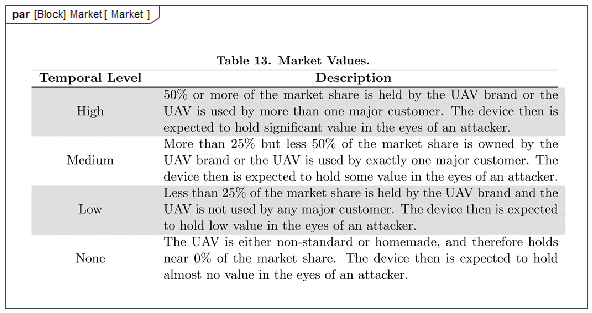 par [Block] Market [ Market ]
Table 13. Market Values.
Temporal Level Description
50% or more of the market share is held by the UAV brand or the
High UAV is used by more than one major customer. The device then is
expected to hold significant value in the eyes of an attacker.
More than 25% but less 50% of the market share is owned by the
Medium UAV brand or the UAV is used by exactly one major customer. The
device then is expected to hold some value in the eyes of an attacker.
Less than 25% of the market share is held by the UAV brand and the
Low UAV is not used by any major customer. The device then is expected
to hold low value in the eyes of an attacker.
The UAV is either non-standard or homemade, and therefore holds
None near 0% of the market share. The device then is expected to hold
almost no value in the eyes of an attacker.